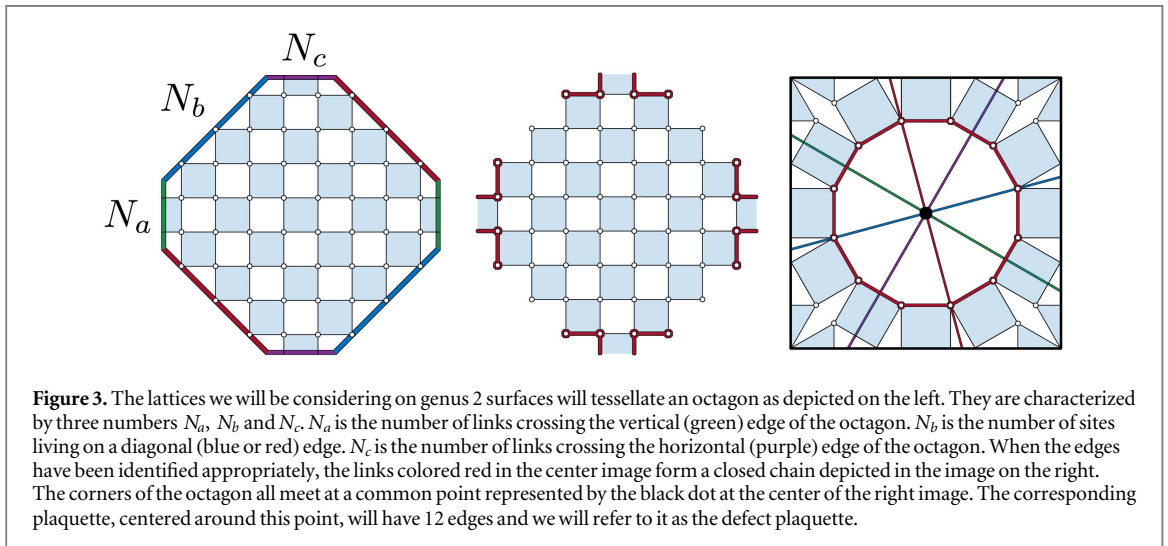 N_c
N_b
N_a
Figure 3. The lattices we will be considering on genus 2 surfaces will tessellate an octagon as depicted on the left. They are characterized
by three numbers N_a, N_b and N_c. N_a is the number of links crossing the vertical (green) edge of the octagon. N_b is the number of sites
living on a diagonal (blue or red) edge. N_c is the number of links crossing the horizontal (purple) edge of the octagon. When the edges
have been identified appropriately, the links colored red in the center image form a closed chain depicted in the image on the right.
The corners of the octagon all meet at a common point represented by the black dot at the center of the right image. The corresponding
plaquette, centered around this point, will have 12 edges and we will refer to it as the defect plaquette.